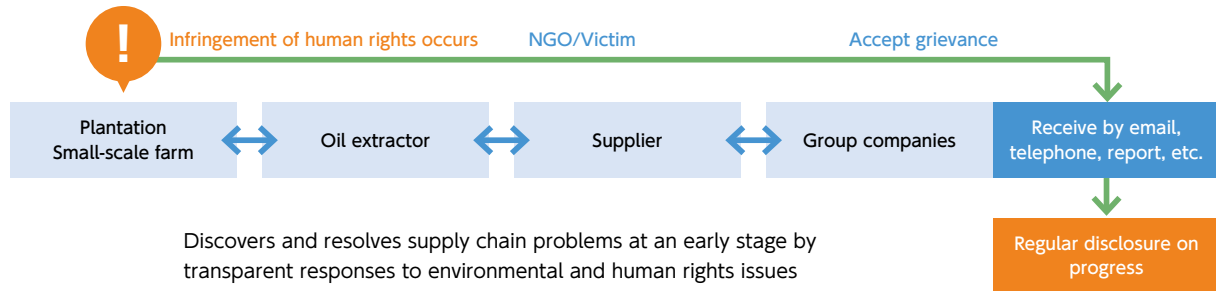 !
Infringement of human rights occurs
NGO/Victim
Accept grievance
Plantation
Small-scale farm
Oil extractor
Supplier
Group companies
Receive by email,
telephone, report, etc.
Discovers and resolves supply chain problems at an early stage by
transparent responses to environmental and human rights issues
Regular disclosure on
progress